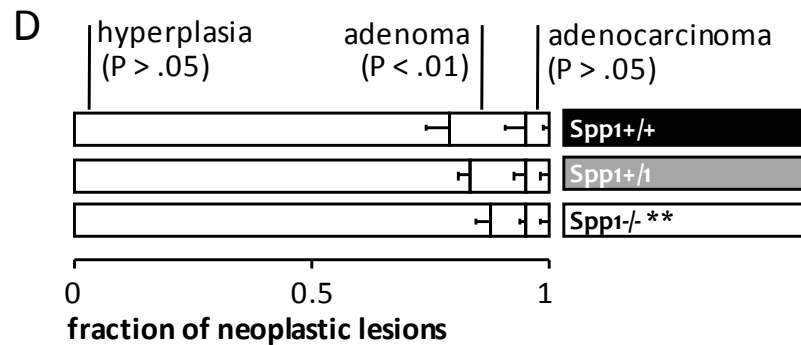 D
hyperplasia
(P > .05)
adenoma
(P < .01)
adenocarcinoma
(P > .05)
Spp1+/+
Spp1+/1
Spp1-/- **
0 0.5 1
fraction of neoplastic lesions